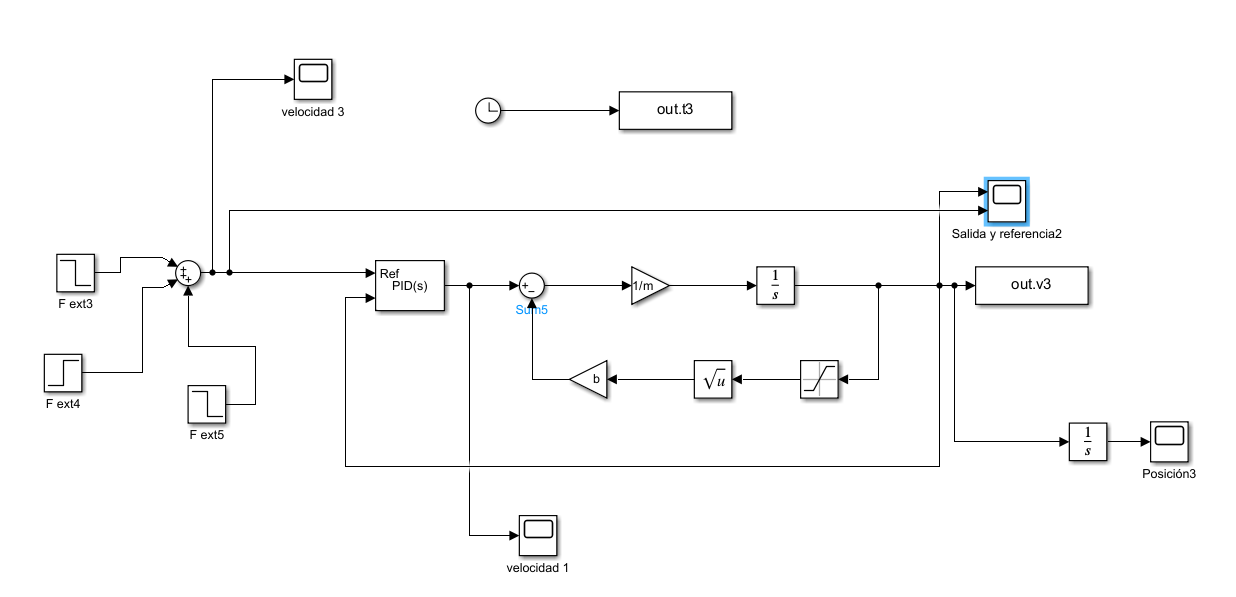 velocidad 3
out.t3
Salida y referencia2
F ext3
+
+
+
Ref
PID(s)
+
−
Sum5
1/m
1
s
out.v3
F ext4
F ext5
b
√u
1
s
Posición3
velocidad 1